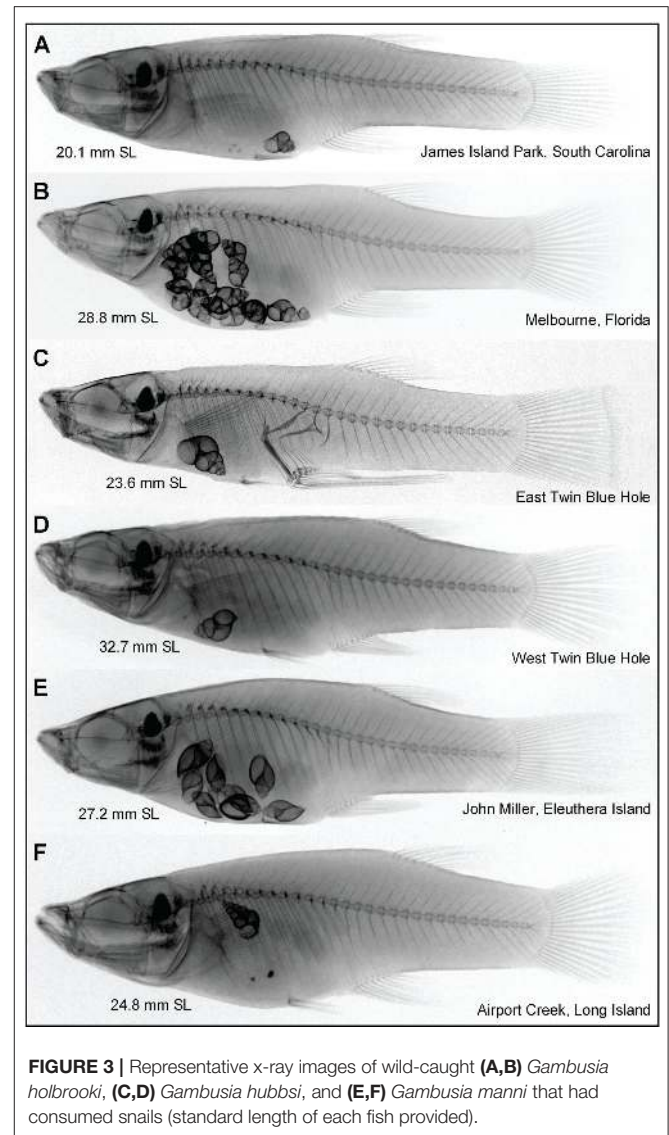 A
20.1 mm SL
James Island Park. South Carolina
B
28.8 mm SL
Melbourne, Florida
C
23.6 mm SL
East Twin Blue Hole
D
32.7 mm SL
West Twin Blue Hole
E
27.2 mm SL
John Miller, Eleuthera Island
F
24.8 mm SL
Airport Creek, Long Island
FIGURE 3 | Representative x-ray images of wild-caught (A,B) Gambusia
holbrooki, (C,D) Gambusia hubbsi, and (E,F) Gambusia manni that had
consumed snails (standard length of each fish provided).